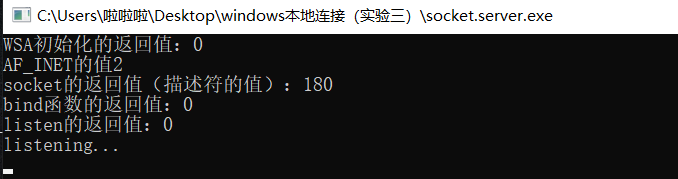 C:\Users\啦啦啦\Desktop\windows本地连接（实验三）\socket.server.exe
WSA初始化的返回值：0
AF_INET的值2
socket的返回值（描述符的值）：180
bind函数的返回值：0
listen的返回值：0
listening...